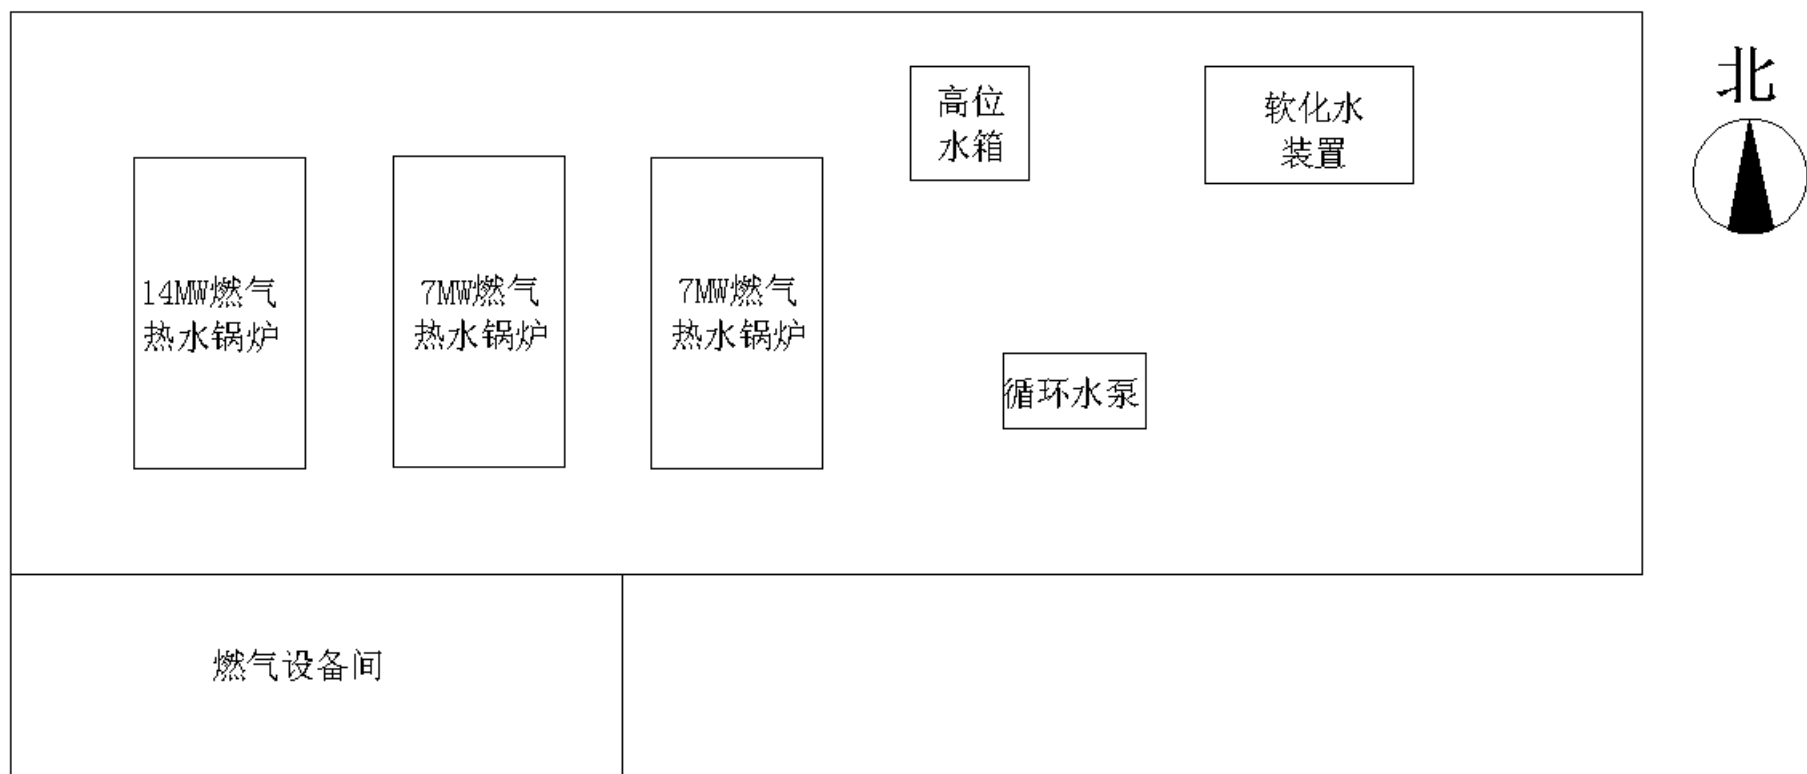 北
高位
水箱
软化水
装置
14MW燃气
热水锅炉
7MW燃气
热水锅炉
7MW燃气
热水锅炉
循环水泵
燃气设备间